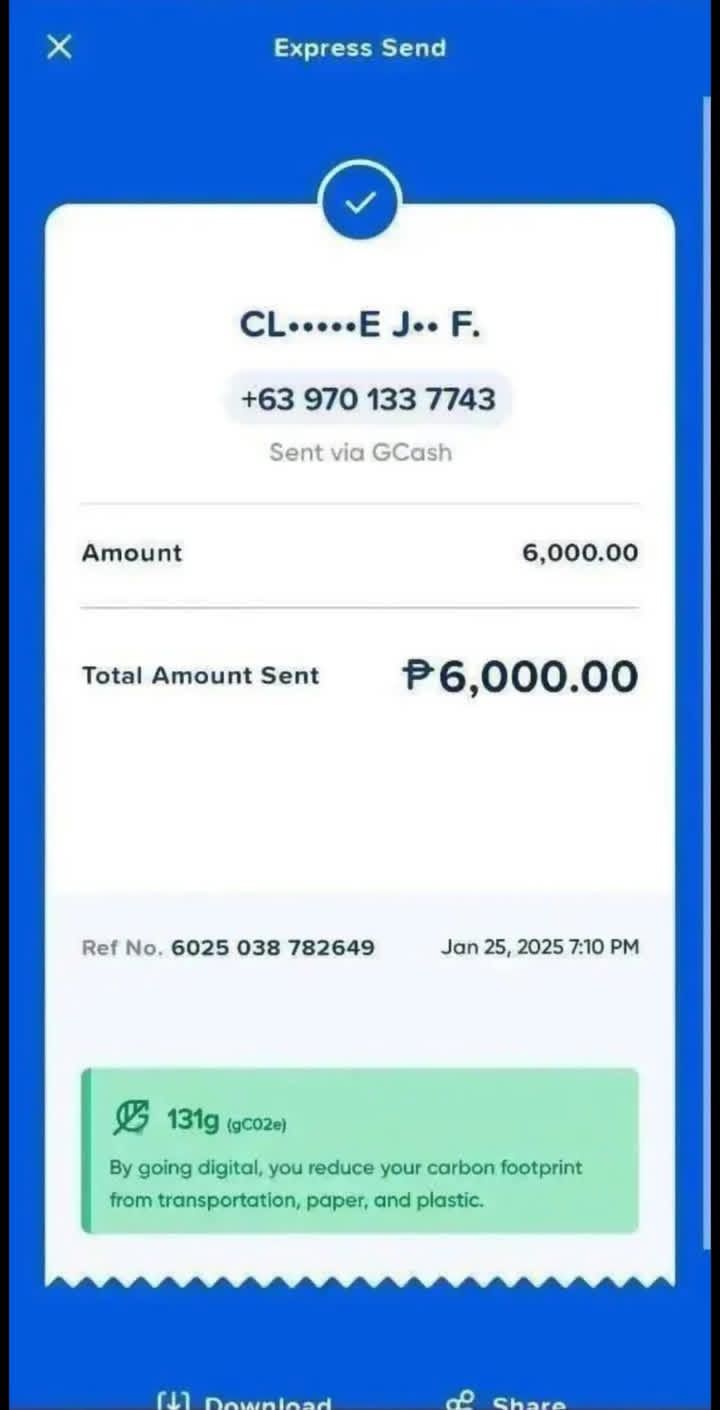 Express Send
CL•••••E J•• F.
+63 970 133 7743
Sent via GCash
Amount 6,000.00
Total Amount Sent ₱6,000.00
Ref No. 6025 038 782649 Jan 25, 2025 7:10 PM
131g (gC02e)
By going digital, you reduce your carbon footprint
from transportation, paper, and plastic.
Download Share